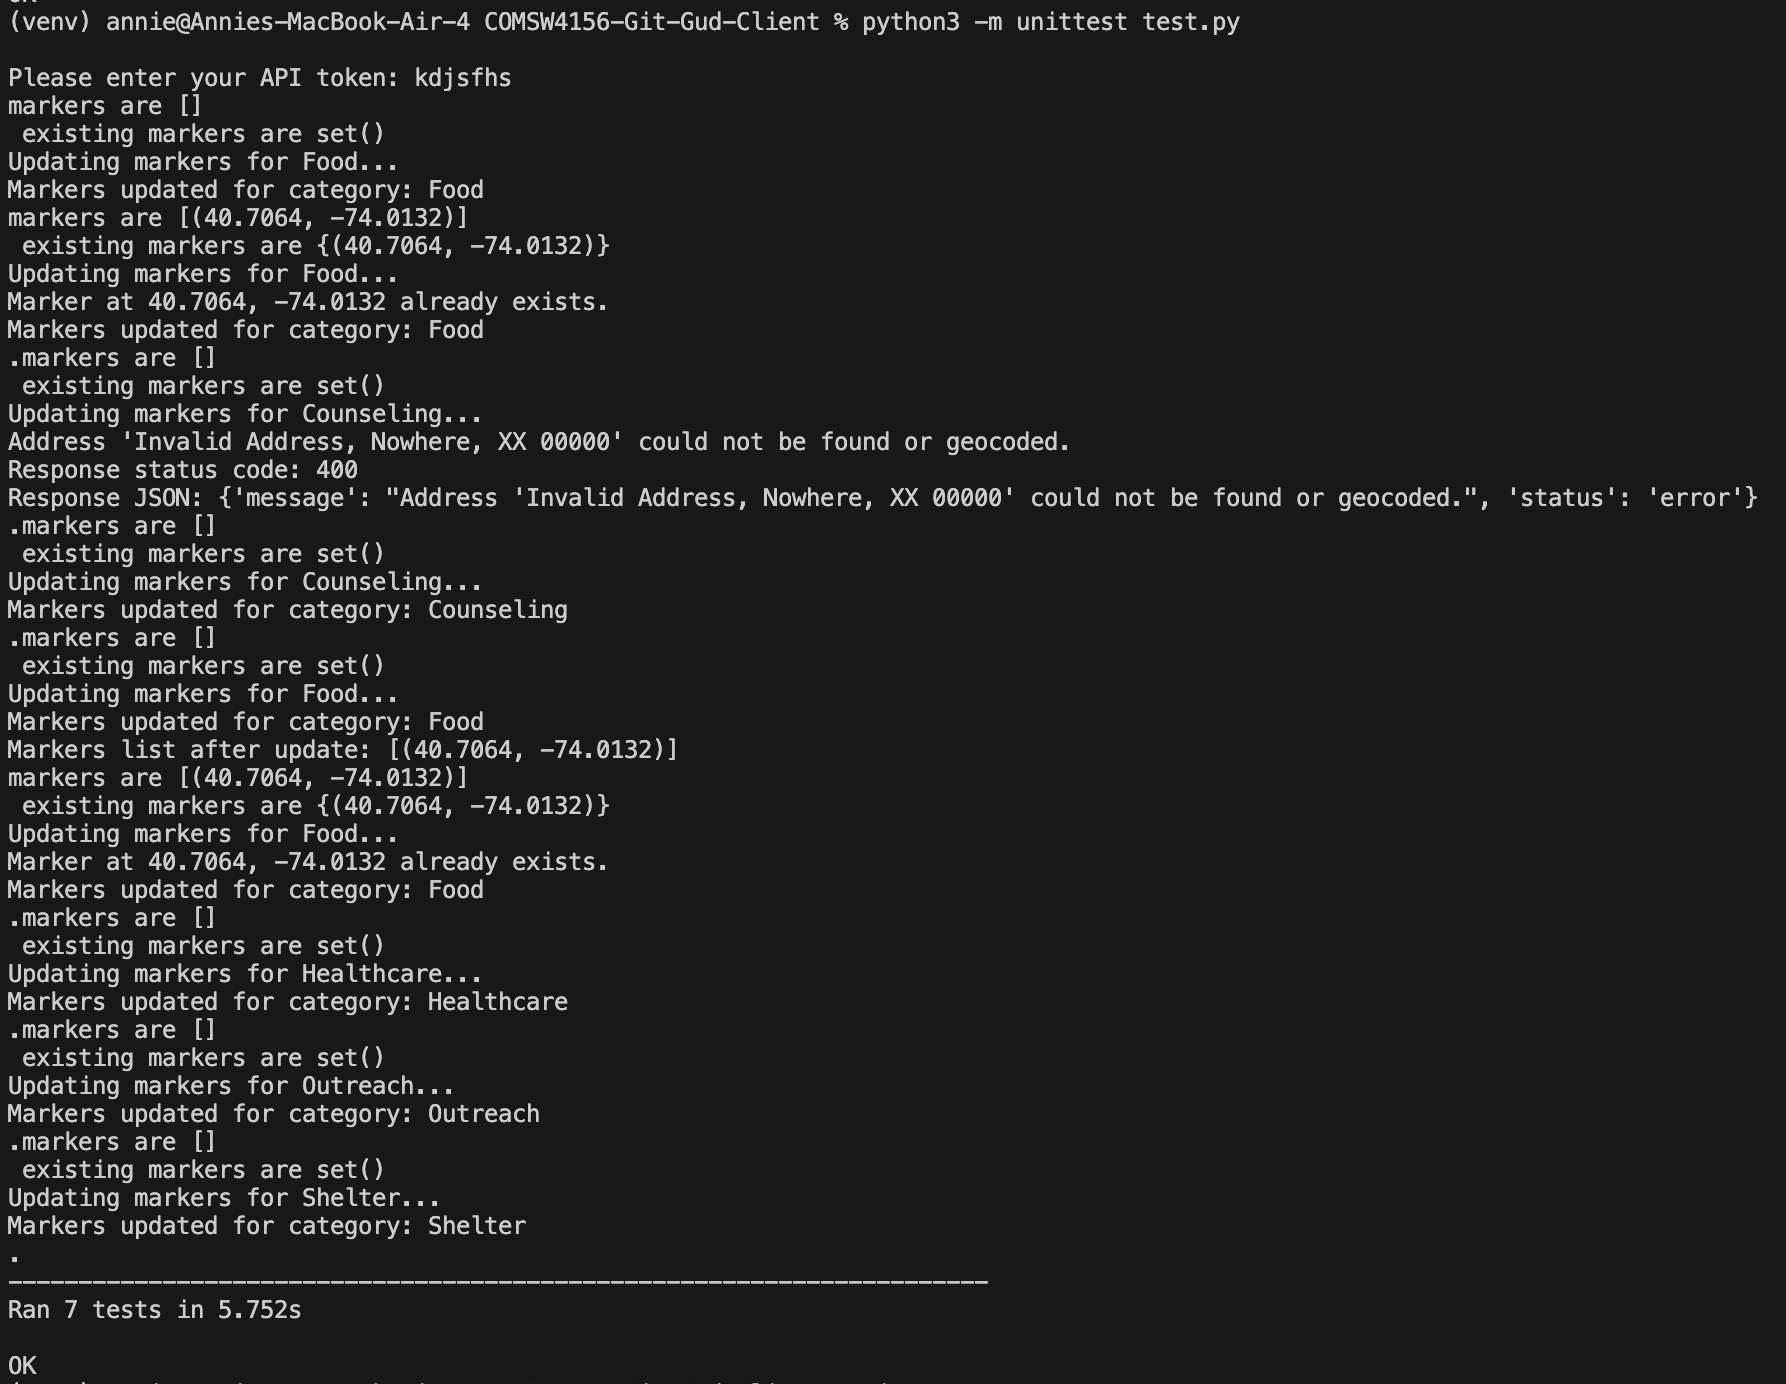 (venv) annie@Annies-MacBook-Air-4 COMSW4156-Git-Gud-Client % python3 -m unittest test.py
Please enter your API token: kdjsfhs
markers are []
 existing markers are set()
Updating markers for Food...
Markers updated for category: Food
markers are [(40.7064, -74.0132)]
 existing markers are {(40.7064, -74.0132)}
Updating markers for Food...
Marker at 40.7064, -74.0132 already exists.
Markers updated for category: Food
.markers are []
 existing markers are set()
Updating markers for Counseling...
Address 'Invalid Address, Nowhere, XX 00000' could not be found or geocoded.
Response status code: 400
Response JSON: {'message': "Address 'Invalid Address, Nowhere, XX 00000' could not be found or geocoded.", 'status': 'error'}
.markers are []
 existing markers are set()
Updating markers for Counseling...
Markers updated for category: Counseling
.markers are []
 existing markers are set()
Updating markers for Food...
Markers updated for category: Food
Markers list after update: [(40.7064, -74.0132)]
markers are [(40.7064, -74.0132)]
 existing markers are {(40.7064, -74.0132)}
Updating markers for Food...
Marker at 40.7064, -74.0132 already exists.
Markers updated for category: Food
.markers are []
 existing markers are set()
Updating markers for Healthcare...
Markers updated for category: Healthcare
.markers are []
 existing markers are set()
Updating markers for Outreach...
Markers updated for category: Outreach
.markers are []
 existing markers are set()
Updating markers for Shelter...
Markers updated for category: Shelter
.
----------------------------------------------------------------------
Ran 7 tests in 5.752s
OK